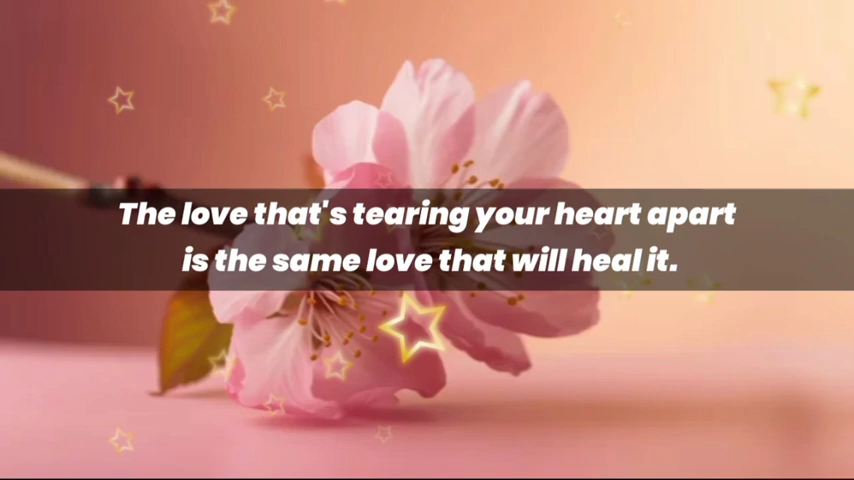 The love that's tearing your heart apart
is the same love that will heal it.